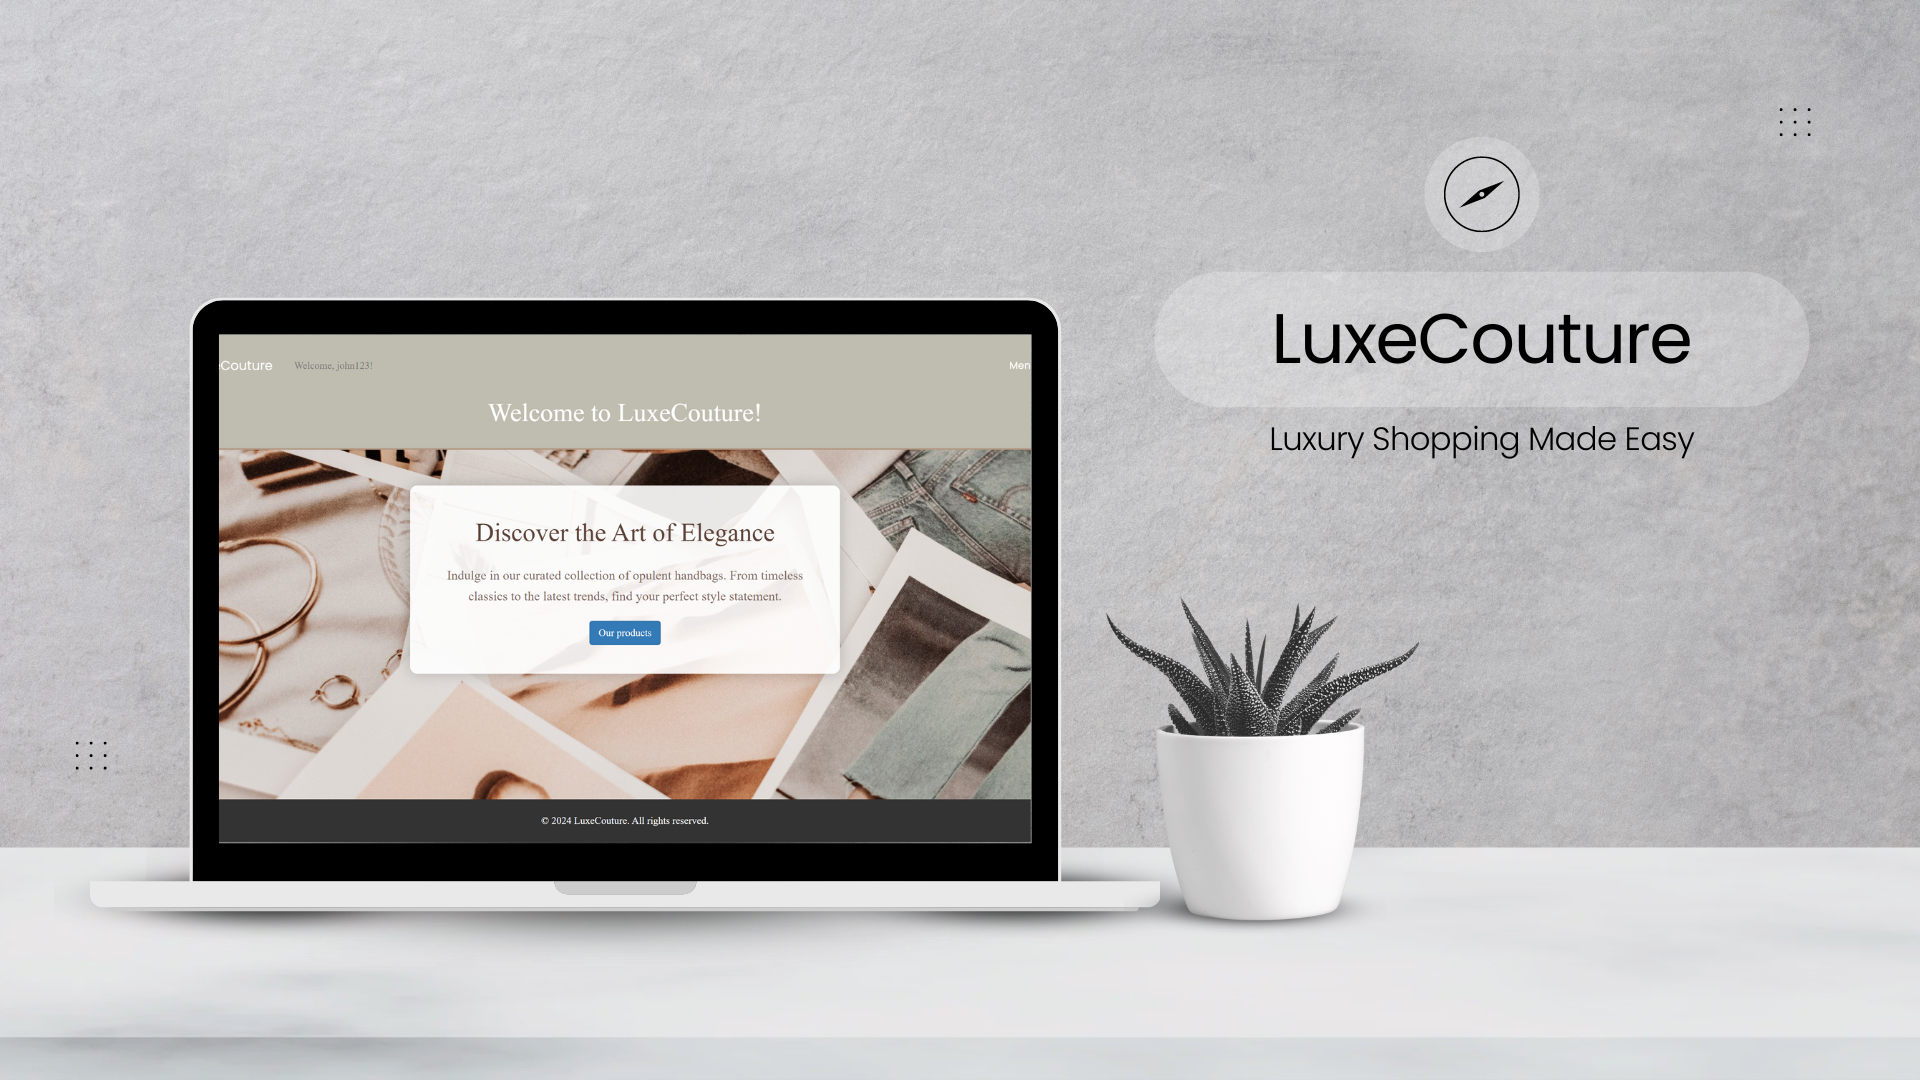 LuxeCouture
Luxury Shopping Made Easy
Couture
Welcome, john123!
Men
Welcome to LuxeCouture!
Discover the Art of Elegance
Indulge in our curated collection of opulent handbags. From timeless
classics to the latest trends, find your perfect style statement.
Our products
© 2024 LuxeCouture. All rights reserved.